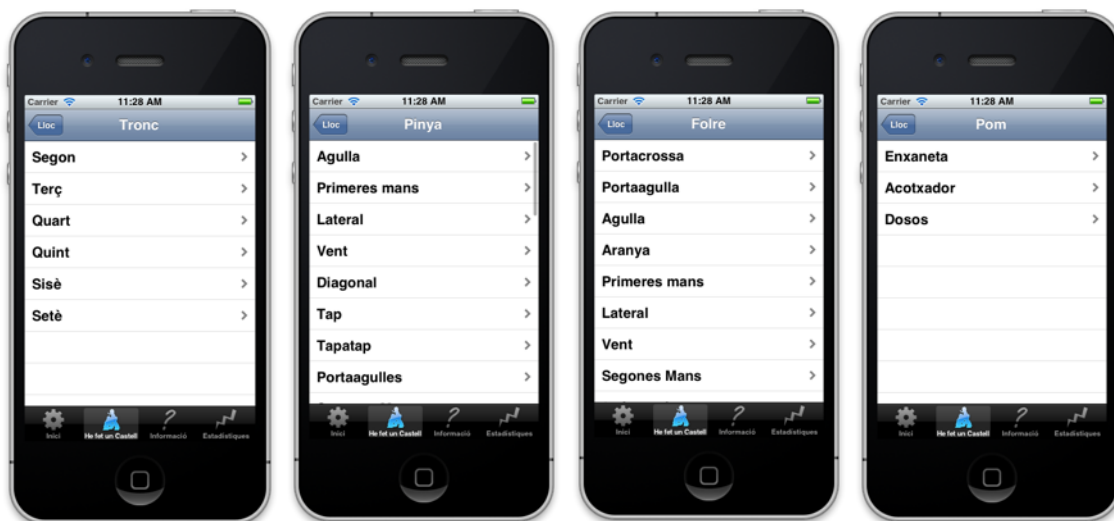 Carrier 11:28 AM
Lloc Tronc
Segon
Terç
Quart
Quint
Sisè
Setè
Inici He fet un Castell Informació Estadístiques
Carrier 11:28 AM
Lloc Pinya
Agulla
Primeres mans
Lateral
Vent
Diagonal
Tap
Tapatap
Portaagulles
Inici He fet un Castell Informació Estadístiques
Carrier 11:28 AM
Lloc Folre
Portacrossa
Portaagulla
Agulla
Aranya
Primeres mans
Lateral
Vent
Segones Mans
Inici He fet un Castell Informació Estadístiques
Carrier 11:28 AM
Lloc Pom
Enxaneta
Acotxador
Dosos
Inici He fet un Castell Informació Estadístiques